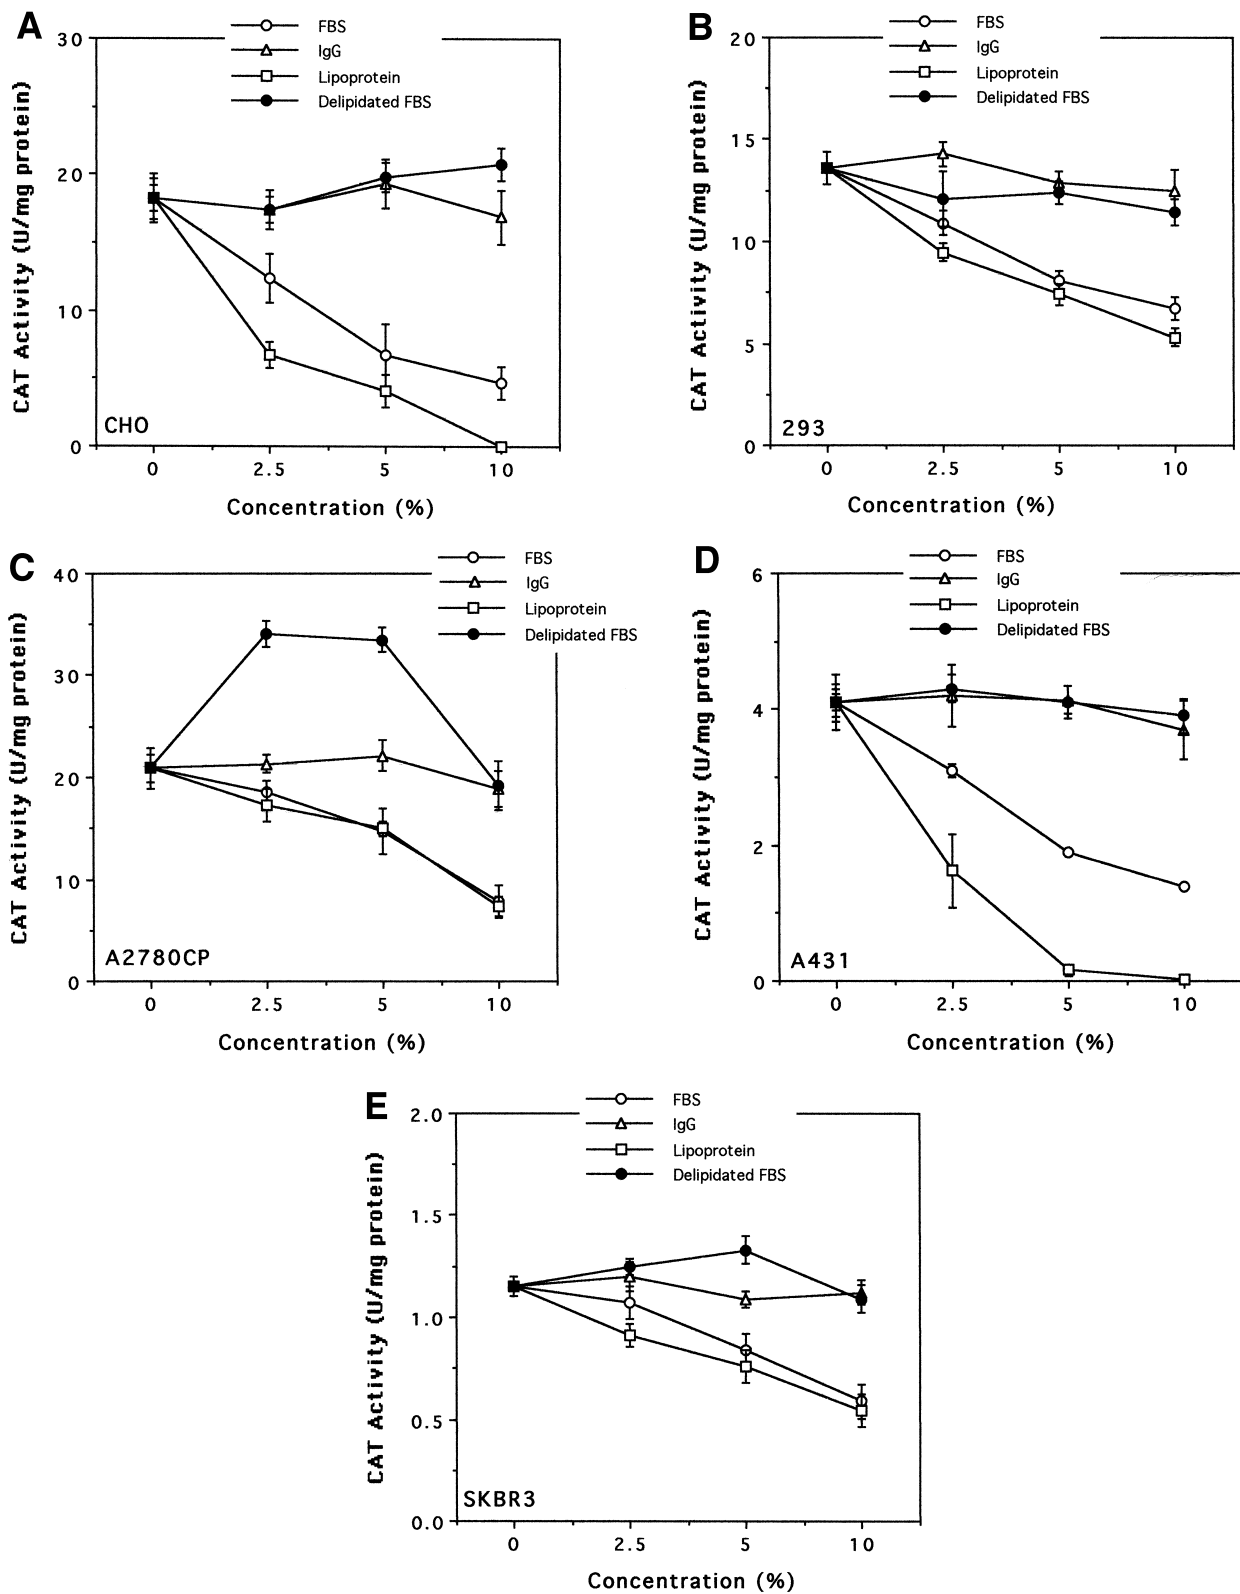 A
FBS
IgG
Lipoprotein
Delipidated FBS
30
20
10
0
CAT Activity (U/mg protein)
CHO
0 2.5 5 10
Concentration (%)
B
FBS
IgG
Lipoprotein
Delipidated FBS
20
15
10
5
0
CAT Activity (U/mg protein)
293
0 2.5 5 10
Concentration (%)
C
FBS
IgG
Lipoprotein
Delipidated FBS
40
30
20
10
0
CAT Activity (U/mg protein)
A2780CP
0 2.5 5 10
Concentration (%)
D
FBS
IgG
Lipoprotein
Delipidated FBS
6
4
2
0
CAT Activity (U/mg protein)
A431
0 2.5 5 10
Concentration (%)
E
FBS
IgG
Lipoprotein
Delipidated FBS
2.0
1.5
1.0
0.5
0.0
CAT Activity (U/mg protein)
SKBR3
0 2.5 5 10
Concentration (%)